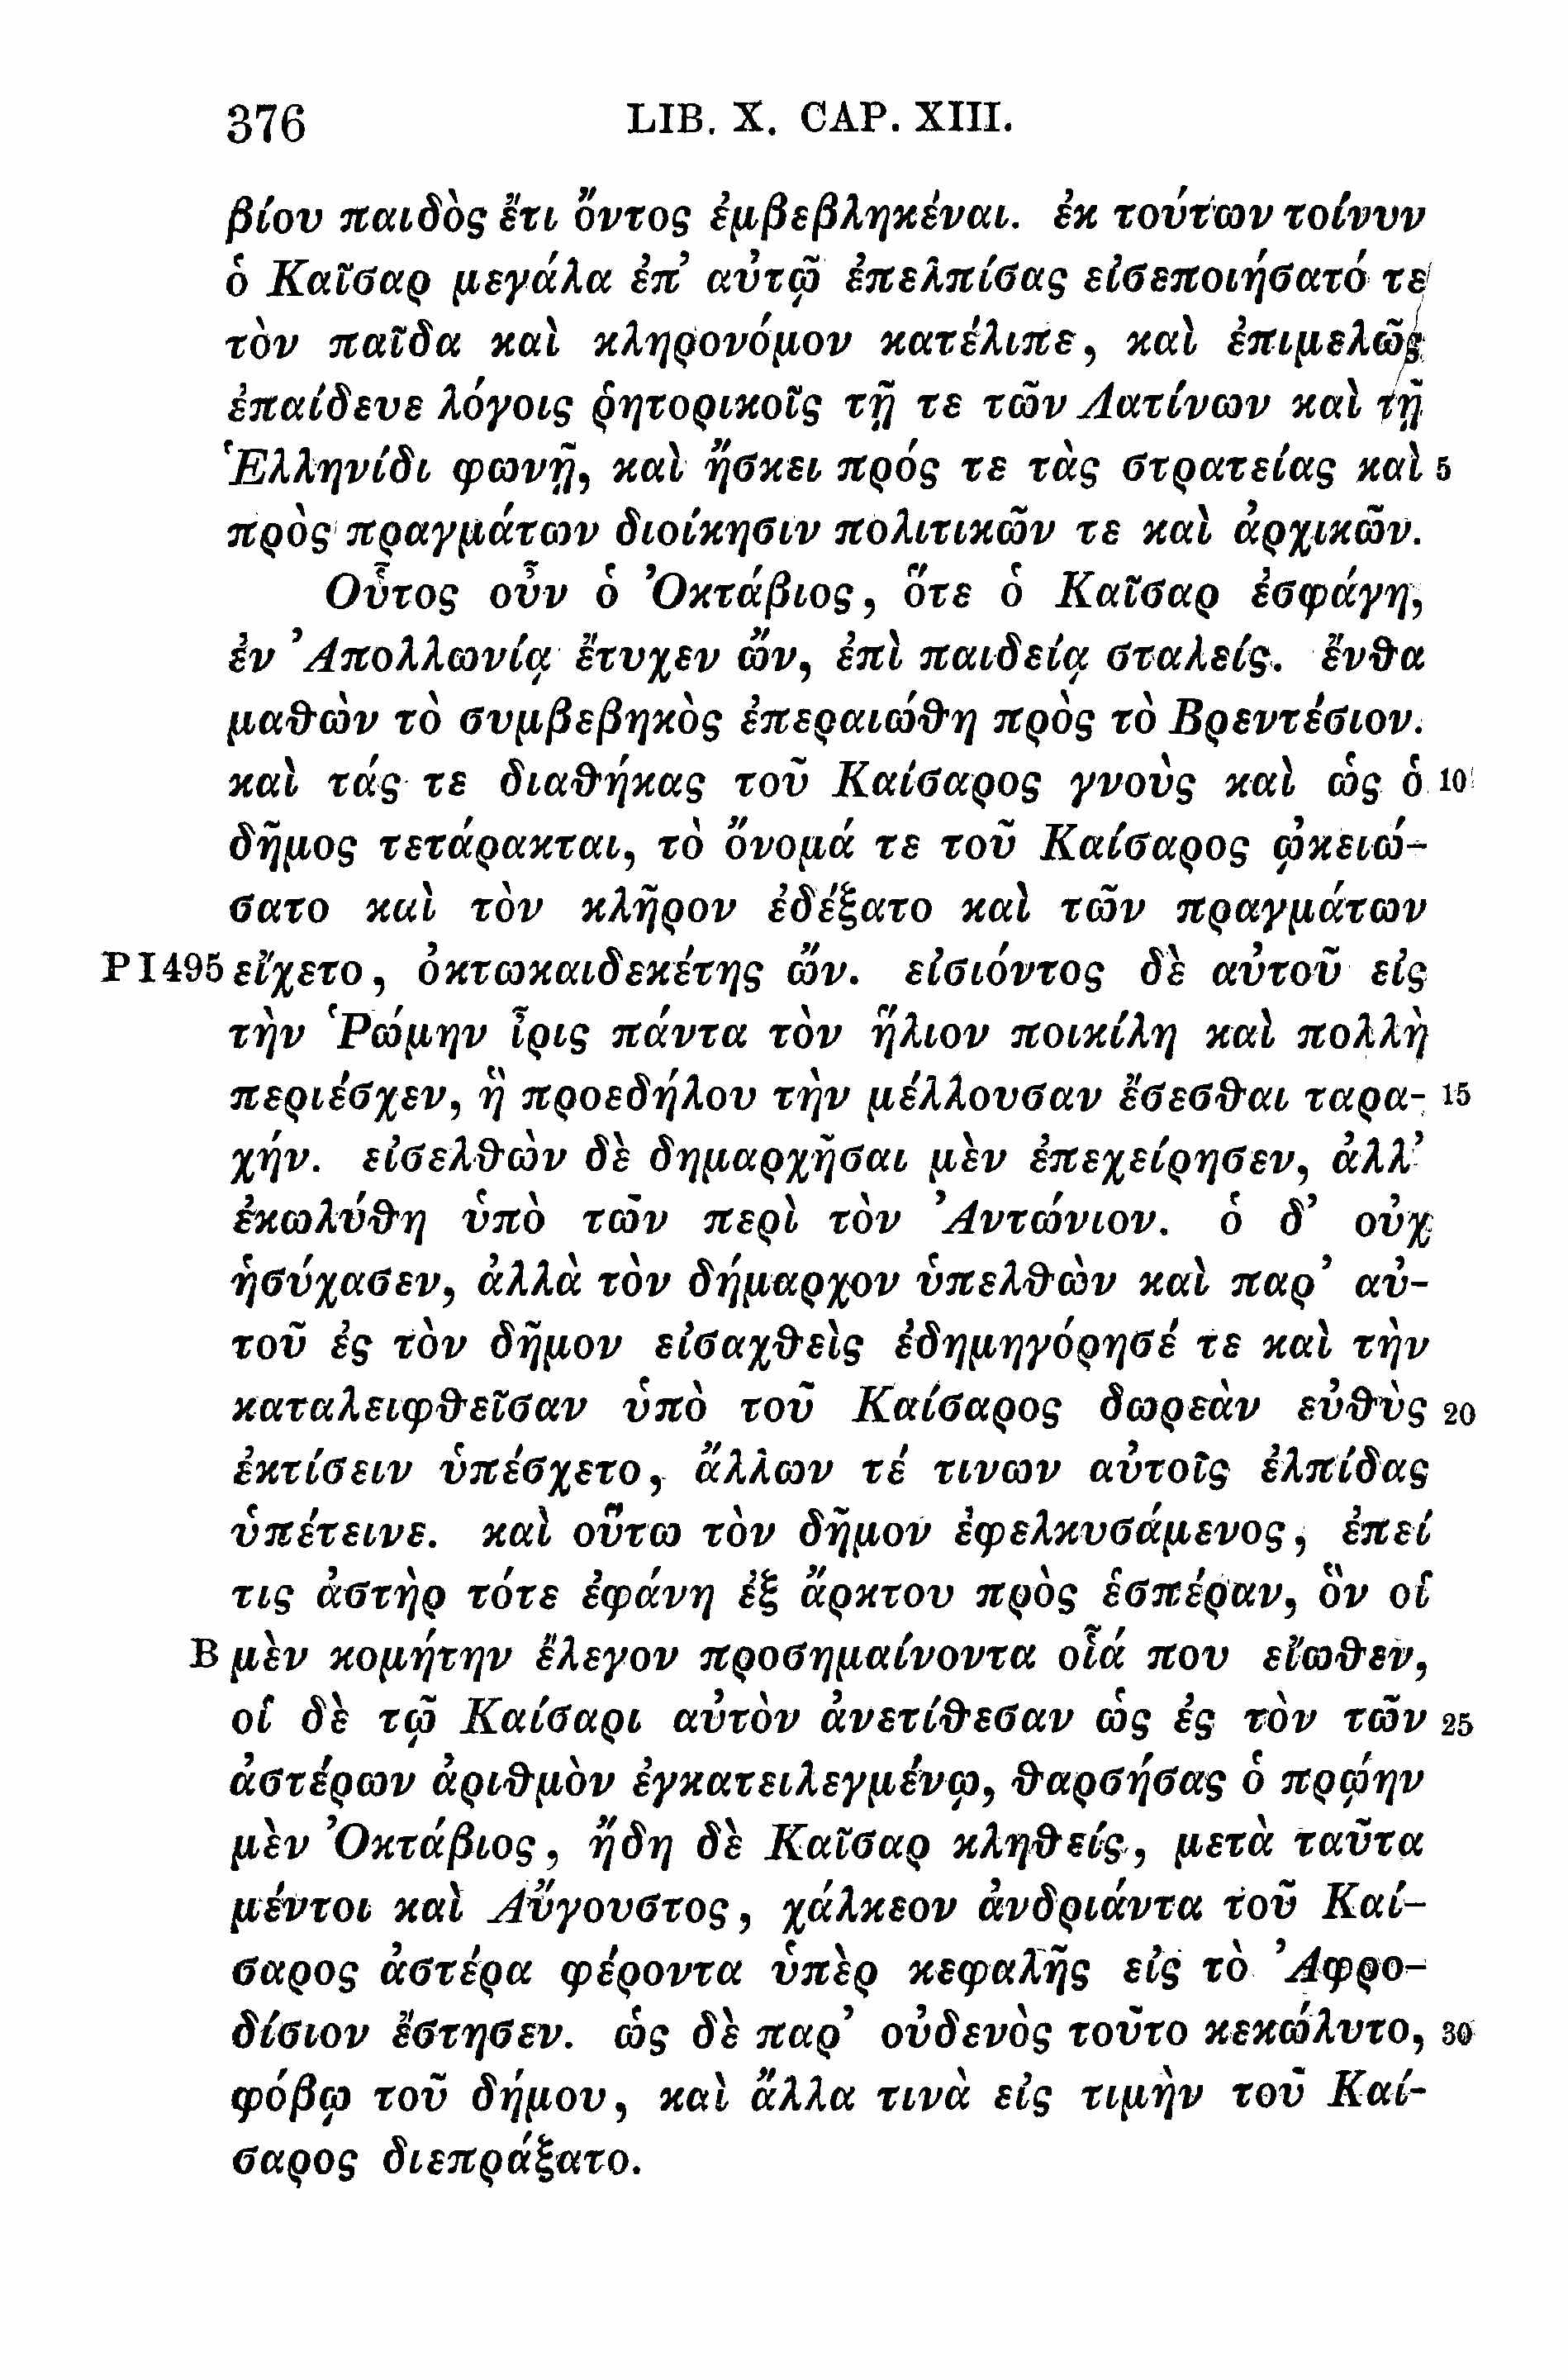 376 LIB. X. CAP. XIII.
βίου παιδὸς ἔτι ὄντος ἐμβεβληκέναι. ἐκ τούτων τοίνυν
ὁ Καῖσαρ μεγάλα ἐπ’ αὐτῷ ἐπελπίσας εἰσεποιήσατό τε
τὸν παῖδα καὶ κληρονόμον κατέλιπε, καὶ ἐπιμελῶς
ἐπαίδευε λόγοις ῥητορικοῖς τῇ τε τῶν Λατίνων καὶ τῇ
Ἑλληνίδι φωνῇ, καὶ ἤσκει πρός τε τὰς στρατείας καὶ 5
πρὸς πραγμάτων διοίκησιν πολιτικῶν τε καὶ ἀρχικῶν.
Οὗτος οὖν ὁ Ὀκτάβιος, ὅτε ὁ Καῖσαρ ἐσφάγη,
ἐν Ἀπολλωνίᾳ ἔτυχεν ὤν, ἐπὶ παιδείᾳ σταλείς. ἔνθα
μαθὼν τὸ συμβεβηκὸς ἐπεραιώθη πρὸς τὸ Βρεντέσιον.
καὶ τάς τε διαθήκας τοῦ Καίσαρος γνοὺς καὶ ὡς ὁ 10
δῆμος τετάρακται, τὸ ὄνομά τε τοῦ Καίσαρος ᾠκειώ-
σατο καὶ τὸν κλῆρον ἐδέξατο καὶ τῶν πραγμάτων
P I 495 εἴχετο, ὀκτωκαιδεκέτης ὤν. εἰσιόντος δὲ αὐτοῦ εἰς
τὴν Ῥώμην ἶρις πάντα τὸν ἥλιον ποικίλη καὶ πολλὴ
περιέσχεν, ἣ προεδήλου τὴν μέλλουσαν ἔσεσθαι ταρα- 15
χήν. εἰσελθὼν δὲ δημαρχῆσαι μὲν ἐπεχείρησεν, ἀλλ’
ἐκωλύθη ὑπὸ τῶν περὶ τὸν Ἀντώνιον. ὁ δ’ οὐχ
ἡσύχασεν, ἀλλὰ τὸν δήμαρχον ὑπελθὼν καὶ παρ’ αὐ-
τοῦ ἐς τὸν δῆμον εἰσαχθεὶς ἐδημηγόρησέ τε καὶ τὴν
καταλειφθεῖσαν ὑπὸ τοῦ Καίσαρος δωρεὰν εὐθὺς 20
ἐκτίσειν ὑπέσχετο, ἄλλων τέ τινων αὐτοῖς ἐλπίδας
ὑπέτεινε. καὶ οὕτω τὸν δῆμον ἐφελκυσάμενος, ἐπεί
τις ἀστὴρ τότε ἐφάνη ἐξ ἄρκτου πρὸς ἑσπέραν, ὃν οἱ
B μὲν κομήτην ἔλεγον προσημαίνοντα οἷά που εἴωθεν,
οἱ δὲ τῷ Καίσαρι αὐτὸν ἀνετίθεσαν ὡς ἐς τὸν τῶν 25
ἀστέρων ἀριθμὸν ἐγκατειλεγμένῳ, θαρσήσας ὁ πρῴην
μὲν Ὀκτάβιος, ἤδη δὲ Καῖσαρ κληθείς, μετὰ ταῦτα
μέντοι καὶ Αὔγουστος, χάλκεον ἀνδριάντα τοῦ Καί-
σαρος ἀστέρα φέροντα ὑπὲρ κεφαλῆς εἰς τὸ Ἀφρο-
δίσιον ἔστησεν. ὡς δὲ παρ’ οὐδενὸς τοῦτο κεκώλυτο, 30
φόβῳ τοῦ δήμου, καὶ ἄλλα τινὰ εἰς τιμὴν τοῦ Καί-
σαρος διεπράξατο.